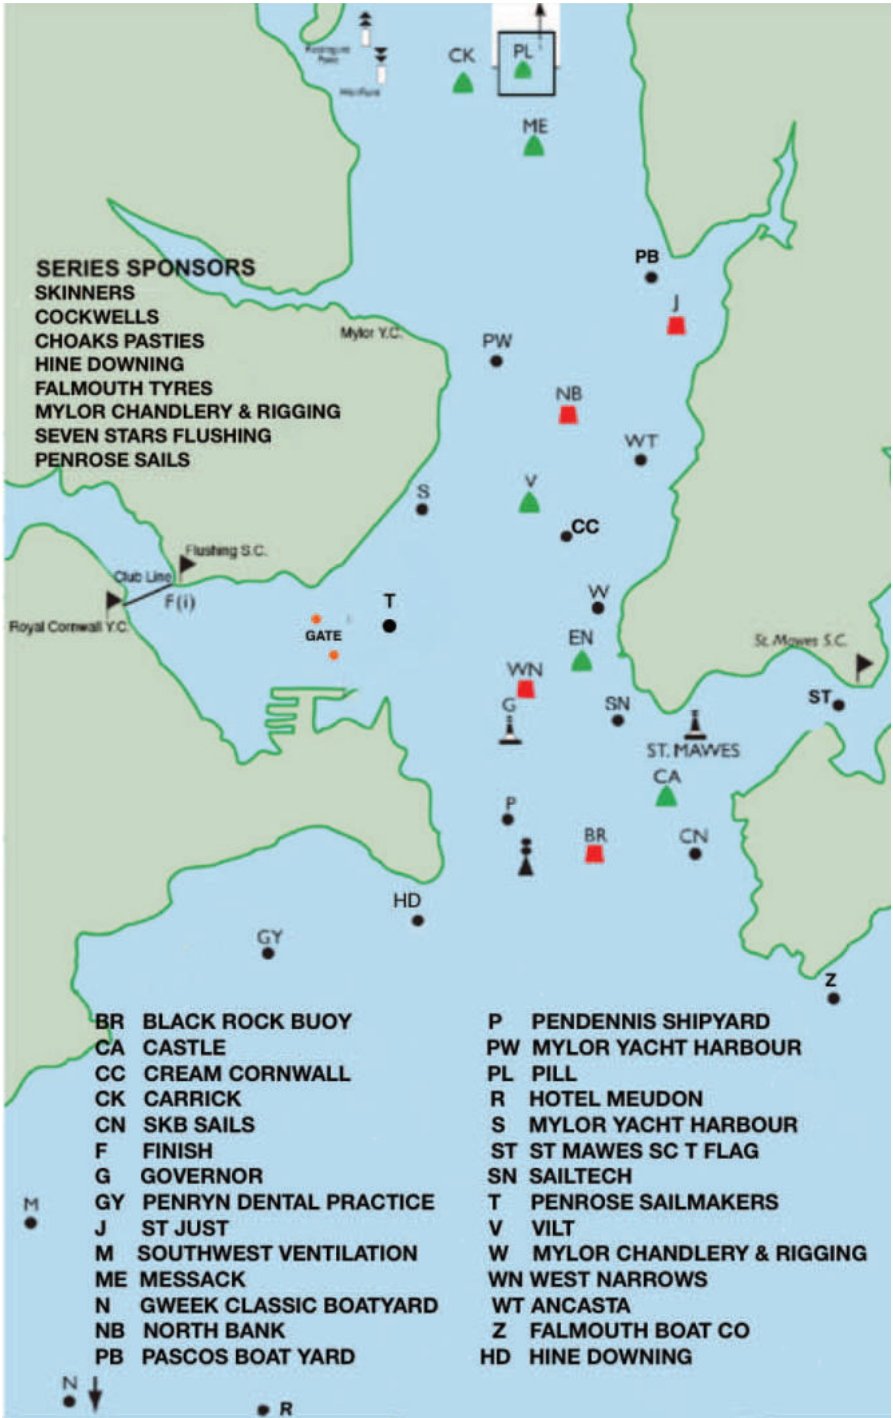 CK
PL
ME
SERIES SPONSORS
SKINNERS
COCKWELLS
CHOAKS PASTIES
HINE DOWNING
FALMOUTH TYRES
MYLOR CHANDLERY & RIGGING
SEVEN STARS FLUSHING
PENROSE SAILS
PB
J
Mylor Y.C.
PW
NB
WT
S
V
CC
Flushing S.C.
Club Line
F(i)
Royal Cornwall Y.C.
T
GATE
W
EN
St. Mawes S.C.
WN
G
SN
ST
ST. MAWES
CA
P
BR
CN
HD
GY
Z
BR BLACK ROCK BUOY
CA CASTLE
CC CREAM CORNWALL
CK CARRICK
CN SKB SAILS
F FINISH
G GOVERNOR
GY PENRYN DENTAL PRACTICE
J ST JUST
M SOUTHWEST VENTILATION
ME MESSACK
N GWEEK CLASSIC BOATYARD
NB NORTH BANK
PB PASCOS BOAT YARD
P PENDENNIS SHIPYARD
PW MYLOR YACHT HARBOUR
PL PILL
R HOTEL MEUDON
S MYLOR YACHT HARBOUR
ST ST MAWES SC T FLAG
SN SAILTECH
T PENROSE SAILMAKERS
V VILT
W MYLOR CHANDLERY & RIGGING
WN WEST NARROWS
WT ANCASTA
Z FALMOUTH BOAT CO
HD HINE DOWNING
M
N
R